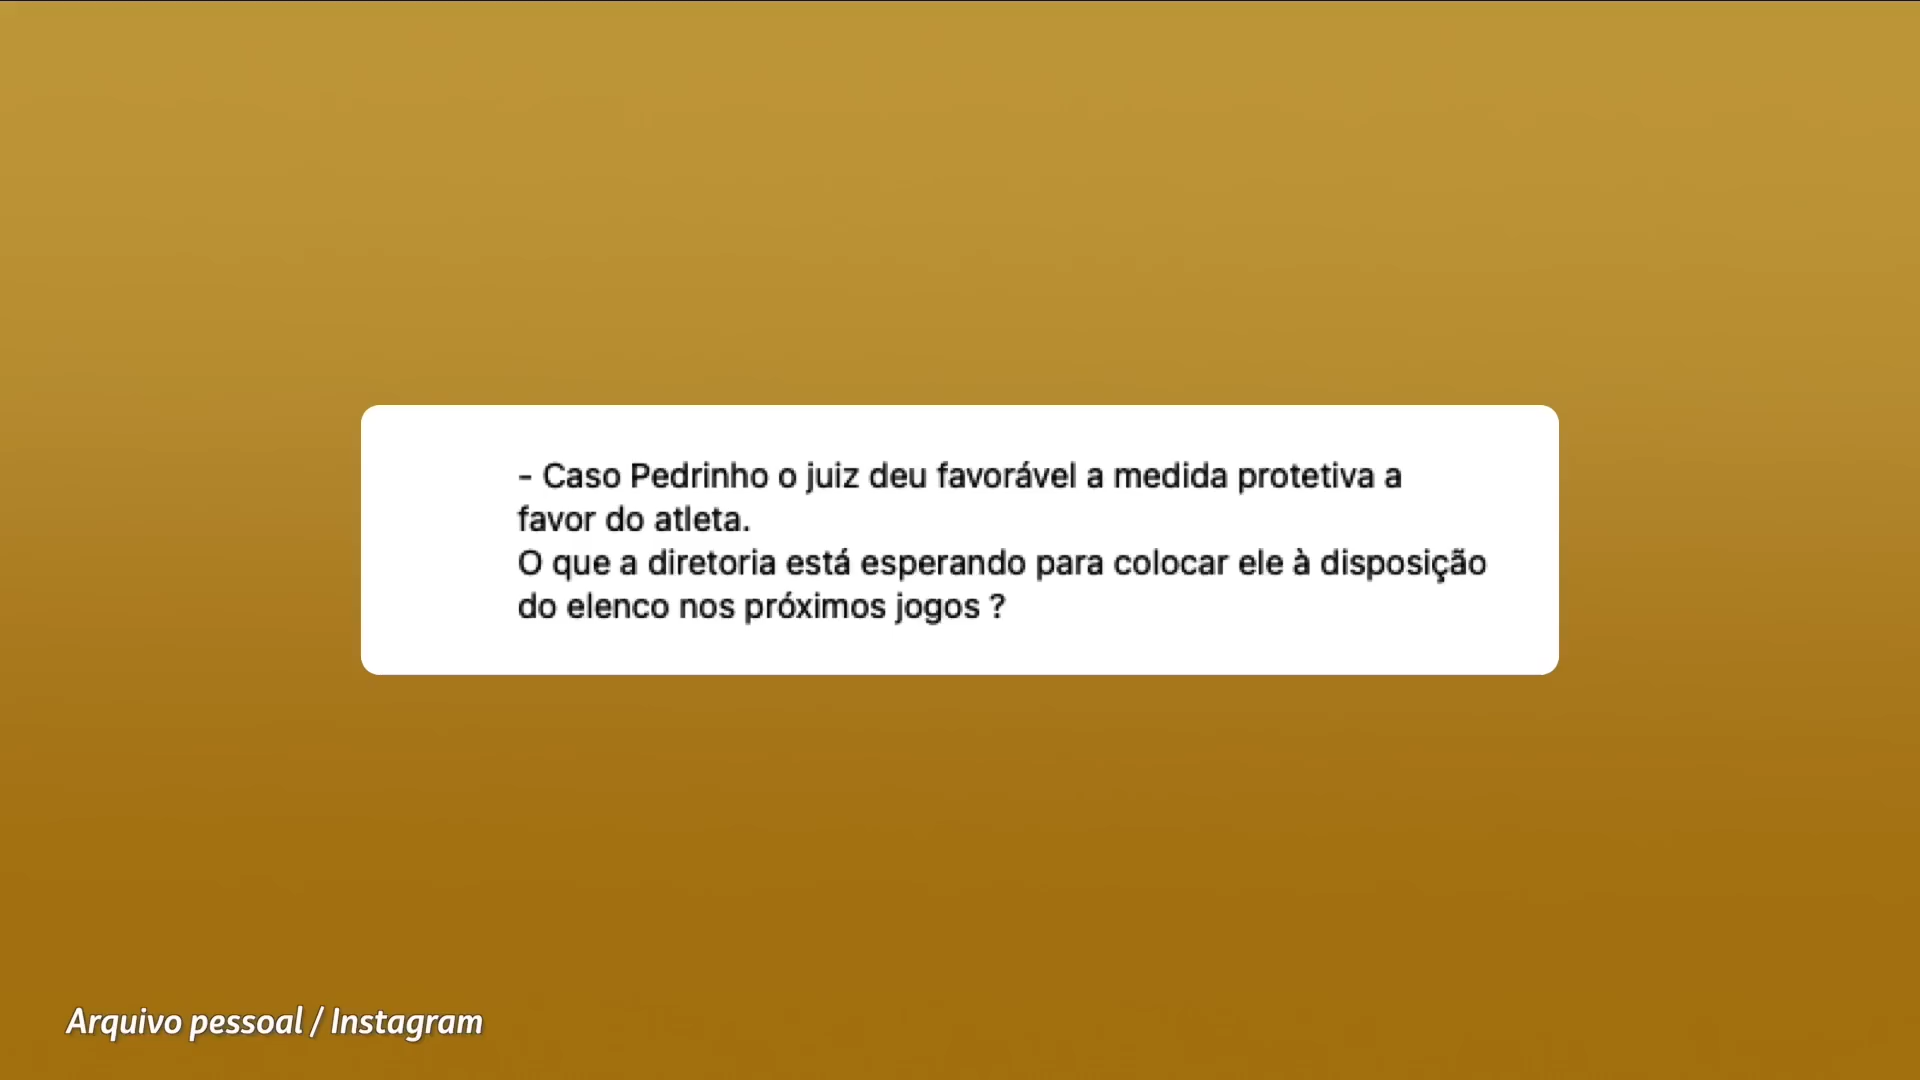 - Caso Pedrinho o juiz deu favorável a medida protetiva a
favor do atleta.
O que a diretoria está esperando para colocar ele à disposição
do elenco nos próximos jogos ?
Arquivo pessoal / Instagram